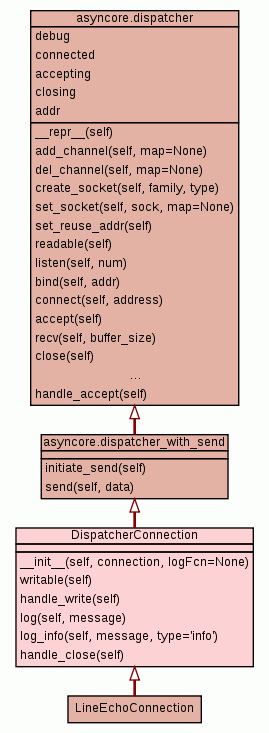 asyncore.dispatcher
debug
connected
accepting
closing
addr
__repr__(self)
add_channel(self, map=None)
del_channel(self, map=None)
create_socket(self, family, type)
set_socket(self, sock, map=None)
set_reuse_addr(self)
readable(self)
listen(self, num)
bind(self, addr)
connect(self, address)
accept(self)
recv(self, buffer_size)
close(self)
...
handle_accept(self)
asyncore.dispatcher_with_send
initiate_send(self)
send(self, data)
DispatcherConnection
__init__(self, connection, logFcn=None)
writable(self)
handle_write(self)
log(self, message)
log_info(self, message, type='info')
handle_close(self)
LineEchoConnection